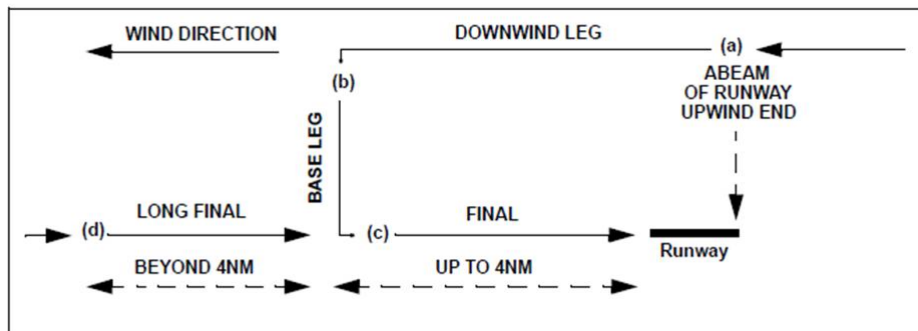 WIND DIRECTION
DOWNWIND LEG
(a)
(b)
ABEAM
OF RUNWAY
UPWIND END
BASE LEG
LONG FINAL
FINAL
(d)
(c)
Runway
BEYOND 4NM
UP TO 4NM